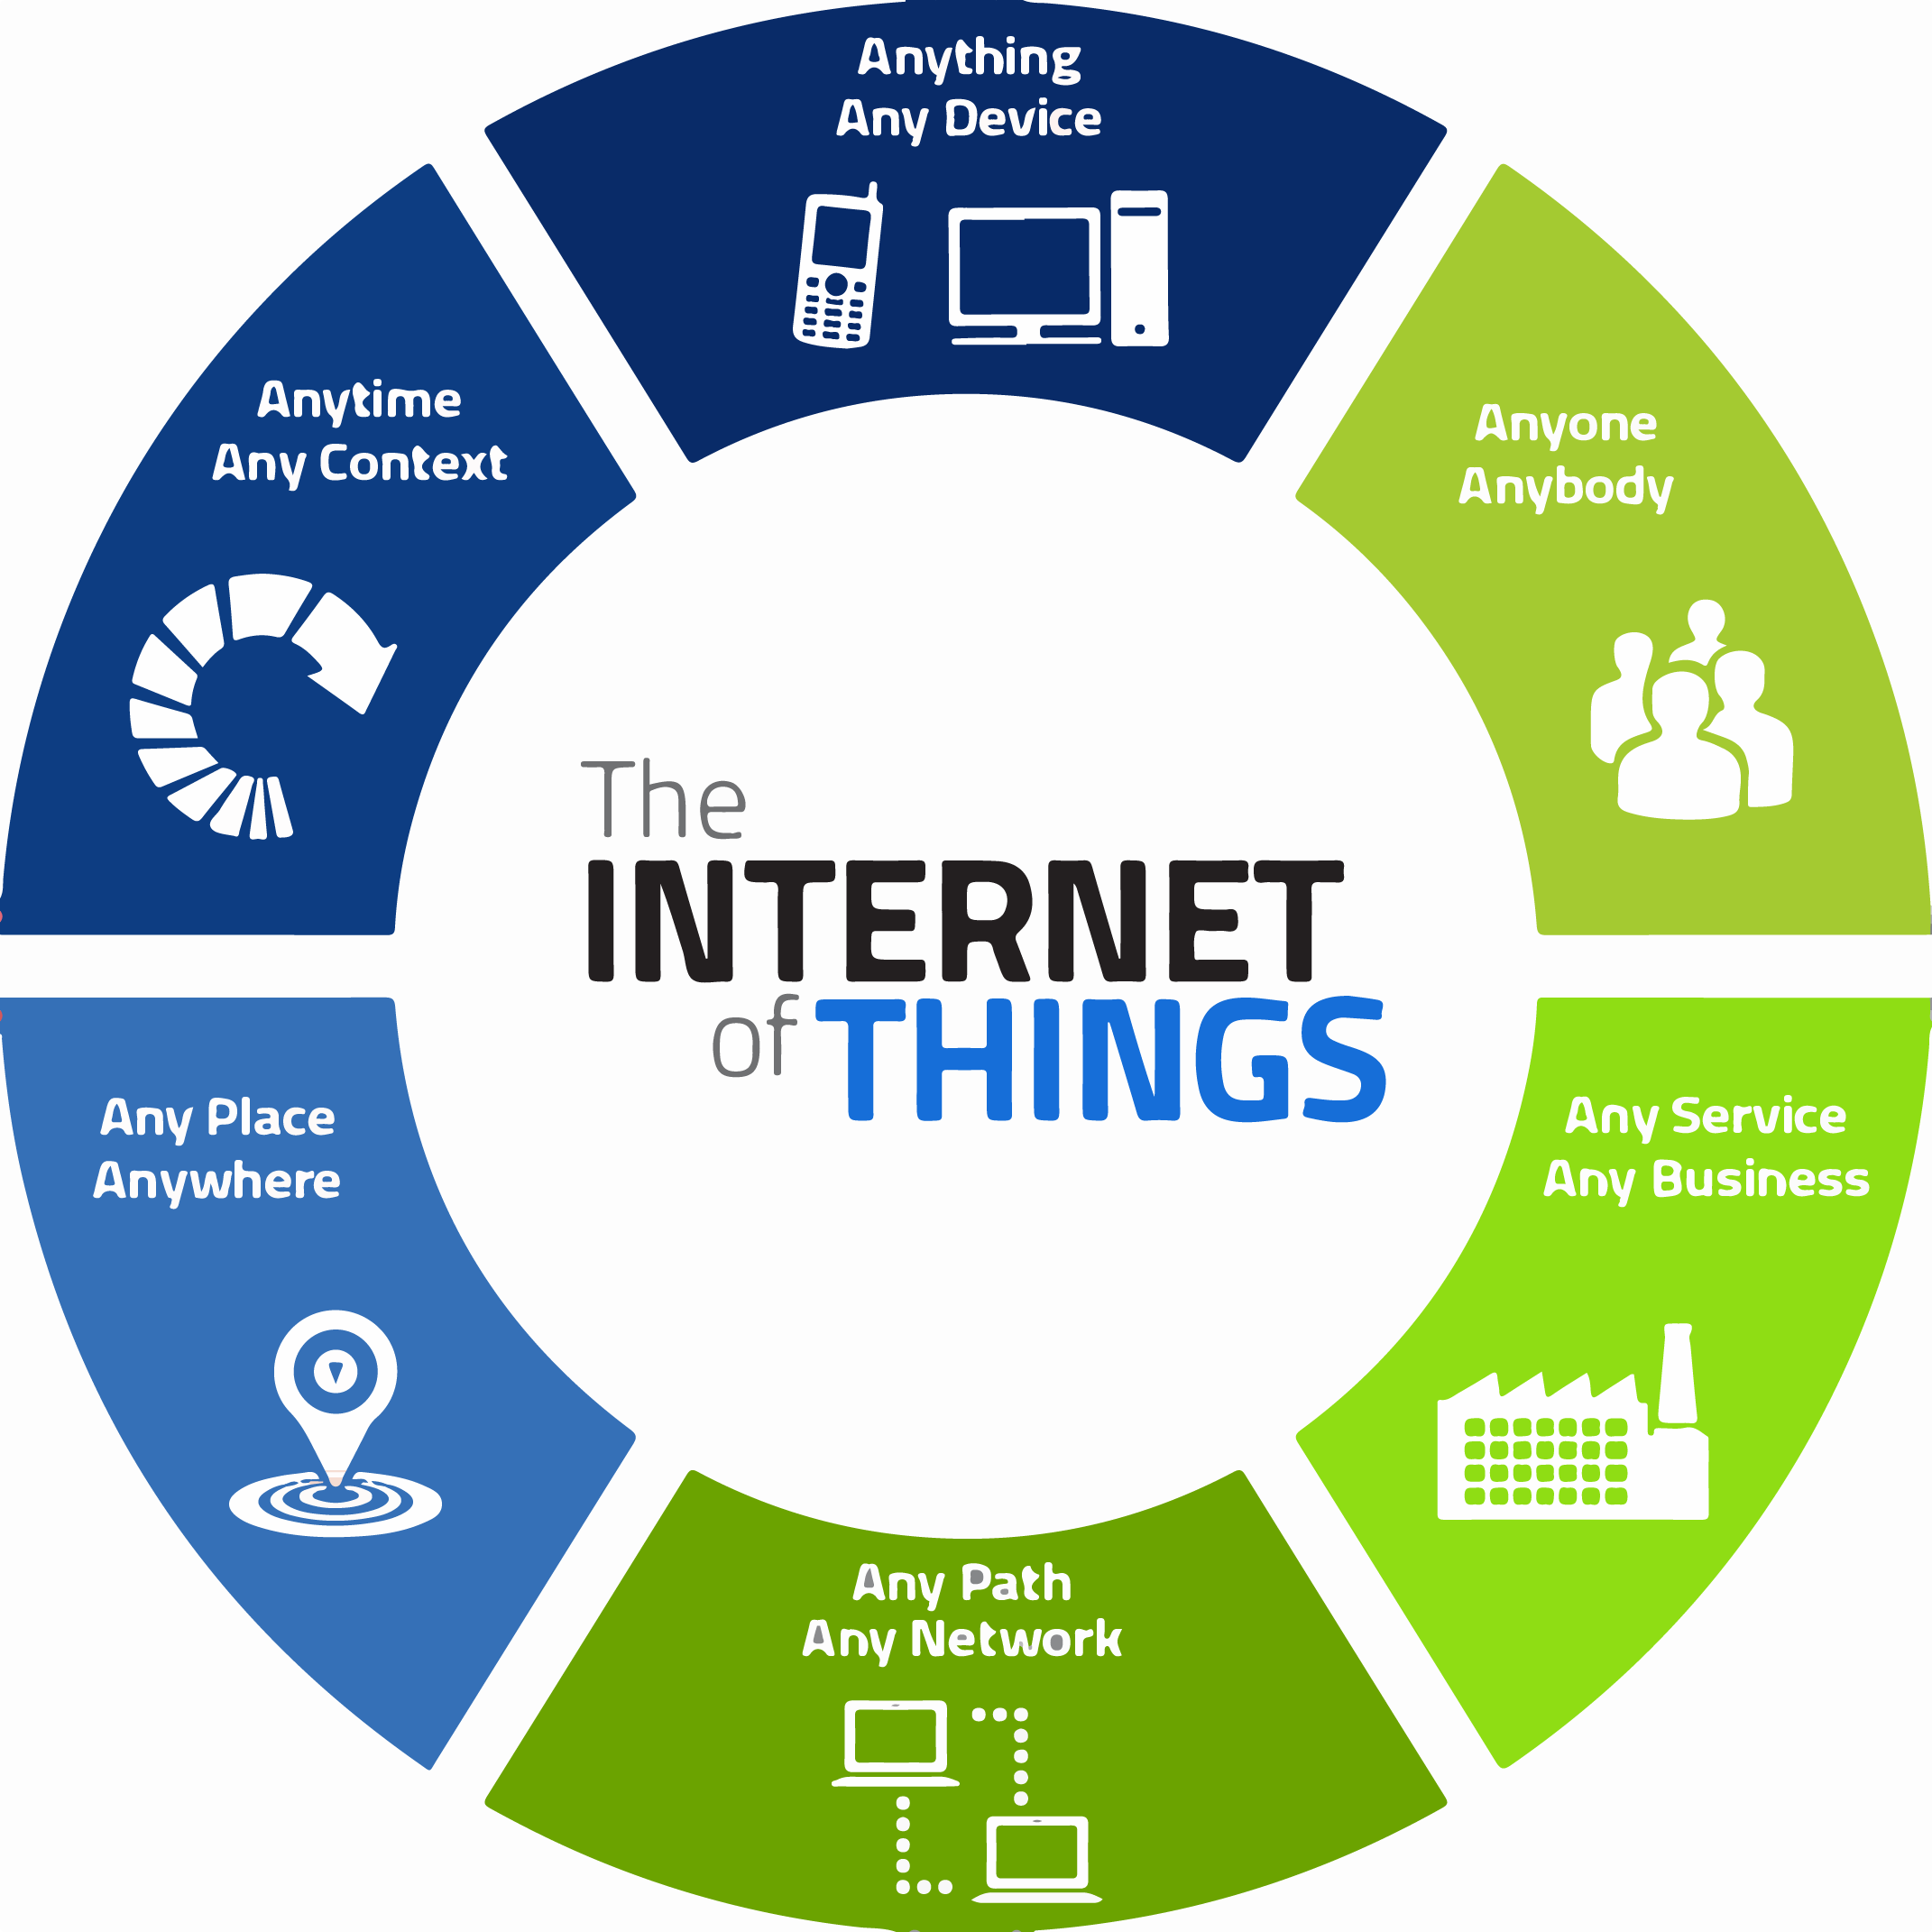 Anything
Any Device
Anyone
Anybody
Any Service
Any Business
Any Path
Any Network
Any Place
Anywhere
Anytime
Any Context
The
INTERNET
of THINGS